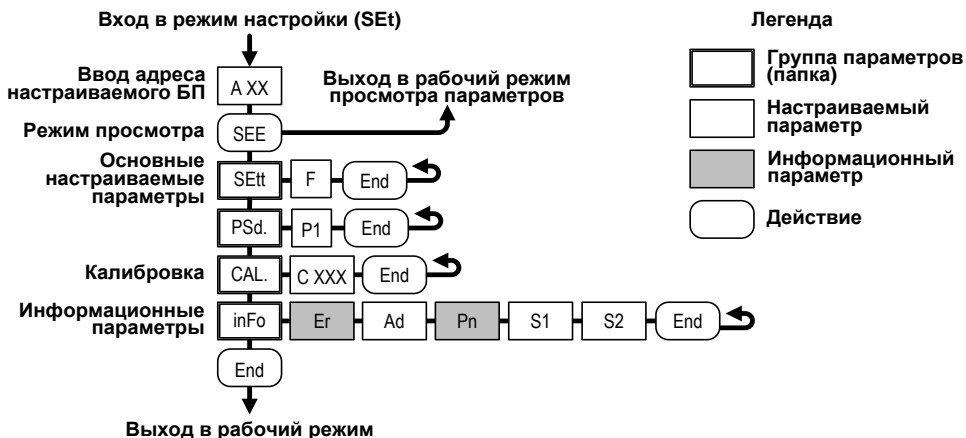 Вход в режим настройки (SEt)
Ввод адреса
настраиваемого БП
A XX
Выход в рабочий режим
просмотра параметров
Режим просмотра
SEE
Основные
настраиваемые
параметры
SEtt
F
End
PSd.
P1
End
Калибровка
CAL.
C XXX
End
Информационные
параметры
inFo
Er
Ad
Pn
S1
S2
End
End
Выход в рабочий режим
Легенда
Группа параметров
(папка)
Настраиваемый
параметр
Информационный
параметр
Действие